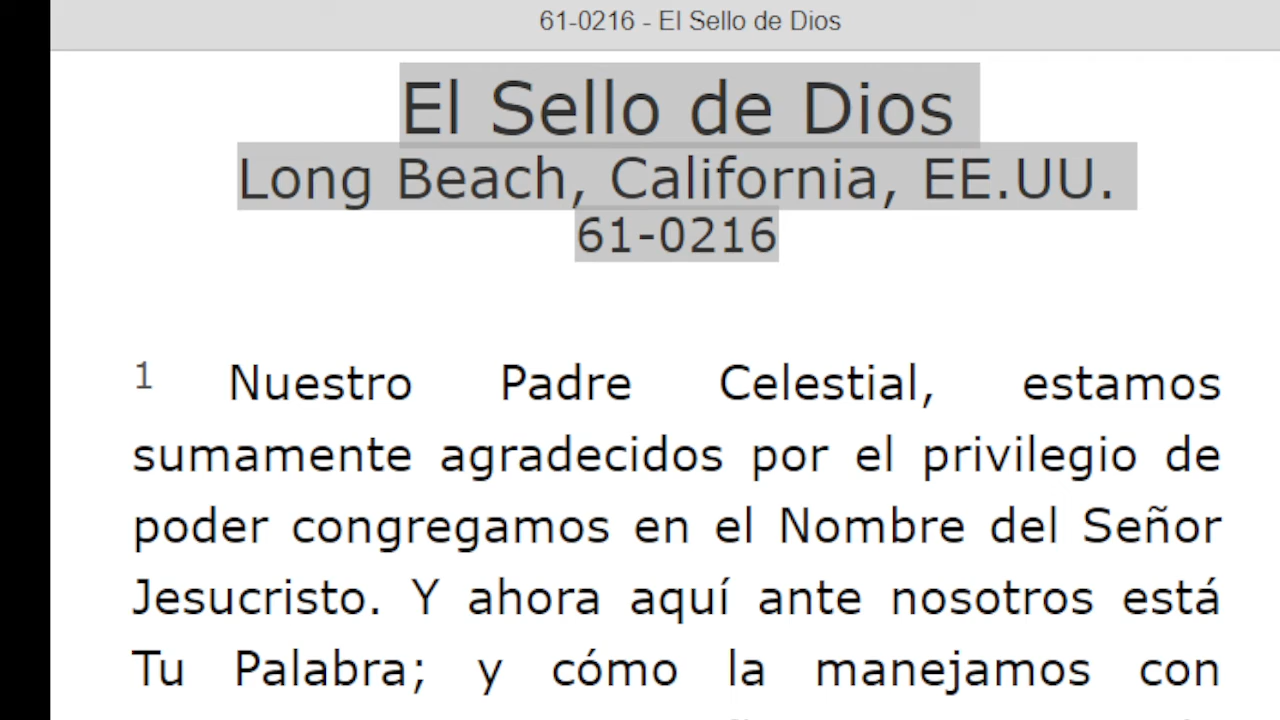 61-0216 - El Sello de Dios
El Sello de Dios
Long Beach, California, EE.UU.
61-0216
1 Nuestro Padre Celestial, estamos
sumamente agradecidos por el privilegio de
poder congregamos en el Nombre del Señor
Jesucristo. Y ahora aquí ante nosotros está
Tu Palabra; y cómo la manejamos con